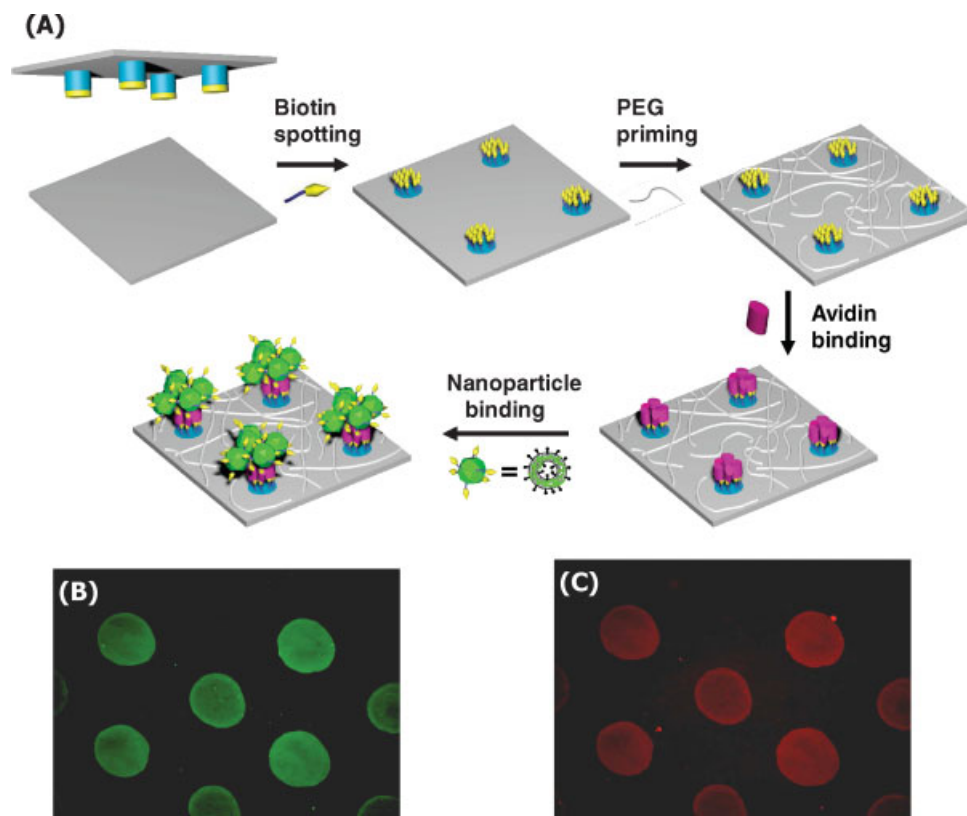 (A)
Biotin
spotting
PEG
priming
Avidin
binding
Nanoparticle
binding
=
(B)
(C)